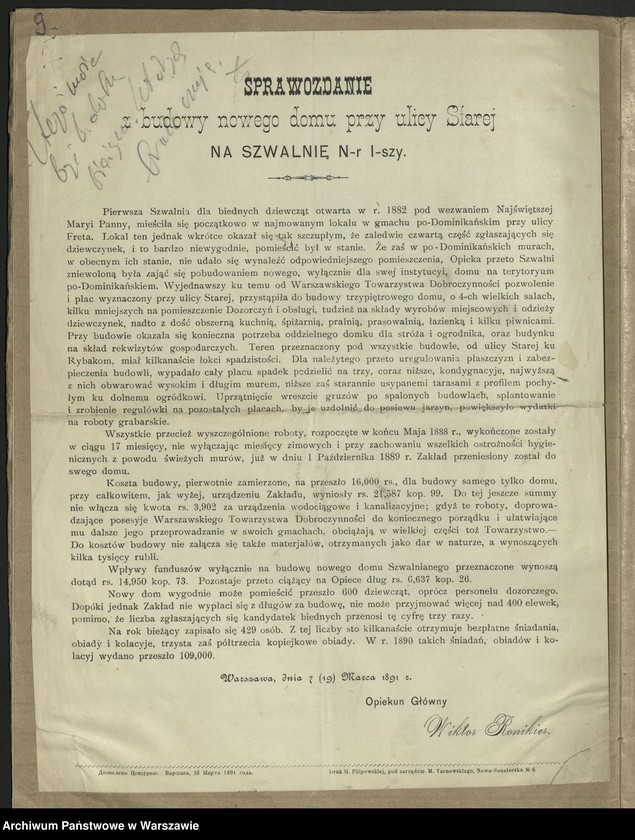 9
SPRAWOZDANIE
z budowy nowego domu przy ulicy Starej
NA SZWALNIĘ N-r I-szy.
Pierwsza Szwalnia dla biednych dziewcząt otwarta w r. 1882 pod wezwaniem Najświętszej
Maryi Panny, mieściła się początkowo w najmowanym lokalu w gmachu po-Dominikańskim przy ulicy
Freta. Lokal ten jednak wkrótce okazał się tak szczupłym, że zaledwie czwartą część zgłaszających się
dziewczynek, i to bardzo niewygodnie, pomieścić był w stanie. Że zaś w po-Dominikańskich murach,
w obecnym ich stanie, nie udało się wynaleźć odpowiedniejszego pomieszczenia, Opieka przeto Szwalni
zniewoloną była zająć się pobudowaniem nowego, wyłącznie dla swej instytucyi, domu na terytoryum
po-Dominikańskiem. Wyjednawszy ku temu od Warszawskiego Towarzystwa Dobroczynności pozwolenie
i plac wyznaczony przy ulicy Starej, przystąpiła do budowy trzypiętrowego domu, o 4-ch wielkich salach,
kilku mniejszych na pomieszczenie Dozorczyń i obsługi, tudzież na składy wyrobów miejscowych i odzieży
dziewczynek, nadto z dość obszerną kuchnią, śpiżarnią, pralnią, prasowalnią, łazienką i kilku piwnicami.
Przy budowie okazała się konieczna potrzeba oddzielnego domku dla stróża i ogrodnika, oraz budynku
na skład rekwizytów gospodarczych. Teren przeznaczony pod wszystkie budowle, od ulicy Starej ku
Rybakom, miał kilkanaście łokci spadzistości. Dla należytego przeto uregulowania płaszczyzn i zabez-
pieczenia budowli, wypadało cały placu spadek podzielić na trzy, coraz niższe, kondygnacye, najwyższą
z nich obwarować wysokim i długim murem, niższe zaś starannie usypanemi tarasami z profilem pochy-
łym ku dolnemu ogródkowi. Uprzątnięcie wreszcie gruzów po spalonych budowlach, splantowanie
i zrobienie regulówki na pozostałych placach, by je uzdolnić do posiewu jarzyn, powiększyło wydatki
na roboty grabarskie.
Wszystkie przecież wyszczególnione roboty, rozpoczęte w końcu Maja 1888 r., wykończone zostały
w ciągu 17 miesięcy, nie wyłączając miesięcy zimowych i przy zachowaniu wszelkich ostrożności hygie-
nicznych z powodu świeżych murów, już w dniu 1 Października 1889 r. Zakład przeniesiony został do
swego domu.
Koszta budowy, pierwotnie zamierzone, na przeszło 16,000 rs., dla budowy samego tylko domu,
przy całkowitem, jak wyżej, urządzeniu Zakładu, wyniosły rs. 21,587 kop. 99. Do tej jeszcze summy
nie włącza się kwota rs. 3,902 za urządzenia wodociągowe i kanalizacyjne; gdyż te roboty, doprowa-
dzające posesyje Warszawskiego Towarzystwa Dobroczynności do koniecznego porządku i ułatwiające
mu dalsze jego przeprowadzanie w swoich gmachach, obciążają w wielkiej części toż Towarzystwo.—
Do kosztów budowy nie załącza się także materjałów, otrzymanych jako dar w naturze, a wynoszących
kilka tysięcy rubli.
Wpływy funduszów wyłącznie na budowę nowego domu Szwalnianego przeznaczone wynoszą
dotąd rs. 14,950 kop. 73. Pozostaje przeto ciążący na Opiece dług rs. 6,637 kop. 26.
Nowy dom wygodnie może pomieścić przeszło 600 dziewcząt, oprócz personelu dozorczego.
Dopóki jednak Zakład nie wypłaci się z długów za budowę, nie może przyjmować więcej nad 400 elewek,
pomimo, że liczba zgłaszających się kandydatek biednych przenosi tę cyfrę trzy razy.
Na rok bieżący zapisało się 429 osób. Z tej liczby sto kilkanaście otrzymuje bezpłatne śniadania,
obiady i kolacyje, trzysta zaś półtrzecia kopiejkowe obiady. W r. 1890 takich śniadań, obiadów i ko-
lacyj wydano przeszło 109,000.
Warszawa, dnia 7 (19) Marca 1891 r.
Opiekun Główny
Wiktor Ronikier.
Дозволено Цензурою. Варшава, 16 Марта 1891 года.
Druk H. Filipowskiej, pod zarządem M. Tarnowskiego, Nowo-Senatorska № 6.
Archiwum Państwowe w Warszawie